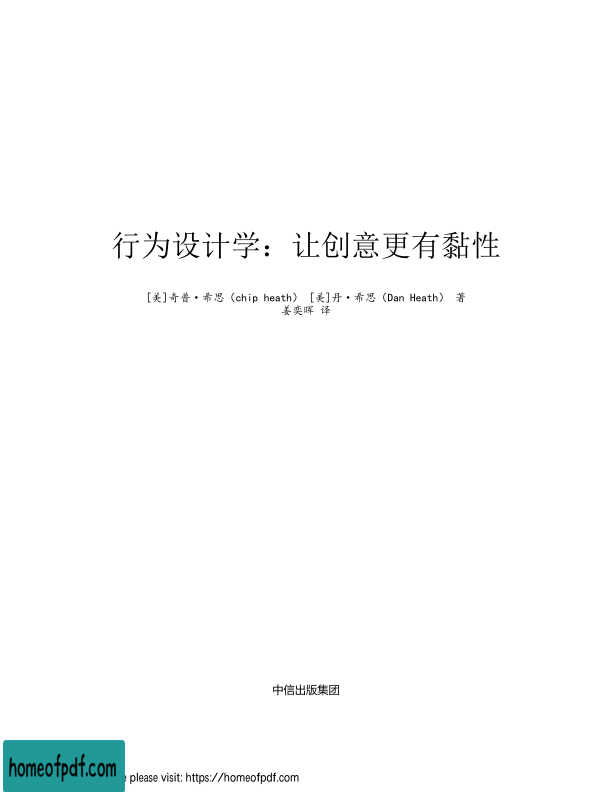 行为设计学：让创意更有黏性
[美]奇普·希思（chip heath） [美]丹·希思（Dan Heath） 著
姜奕晖 译
中信出版集团
homeofpdf.com
please visit: https://homeofpdf.com